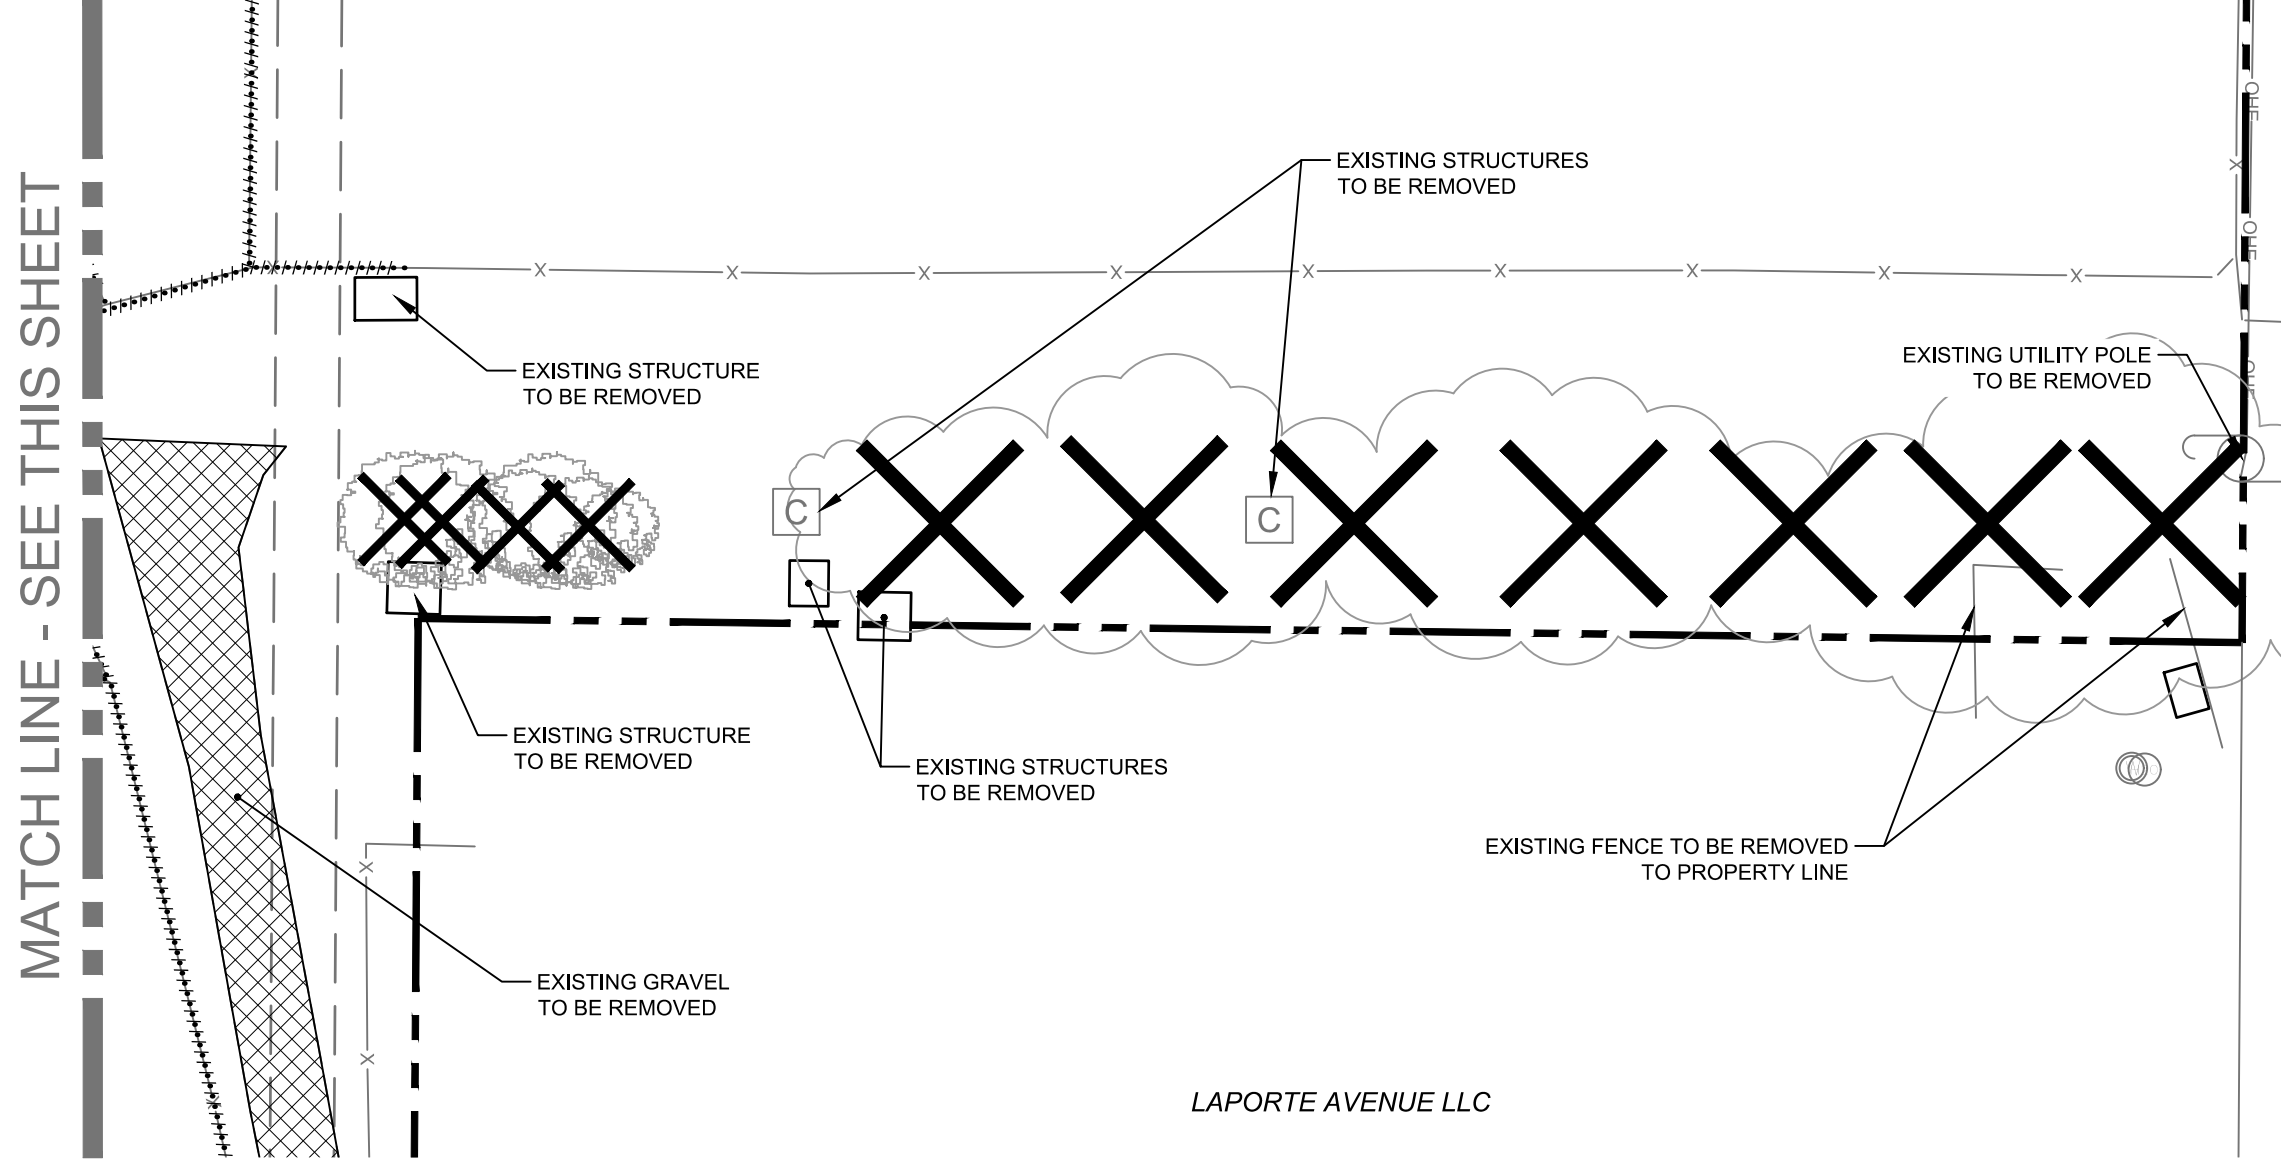 MATCH LINE - SEE THIS SHEET
EXISTING STRUCTURES
TO BE REMOVED
OHE
OHE
OHE
X
X
X
X
X
X
X
X
X
X
X
X
EXISTING STRUCTURE
TO BE REMOVED
EXISTING UTILITY POLE
TO BE REMOVED
C
C
EXISTING STRUCTURE
TO BE REMOVED
EXISTING STRUCTURES
TO BE REMOVED
EXISTING FENCE TO BE REMOVED
TO PROPERTY LINE
X
X
X
EXISTING GRAVEL
TO BE REMOVED
LAPORTE AVENUE LLC